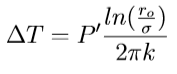 ΔT = P′ ln(r_o/σ) / 2πk